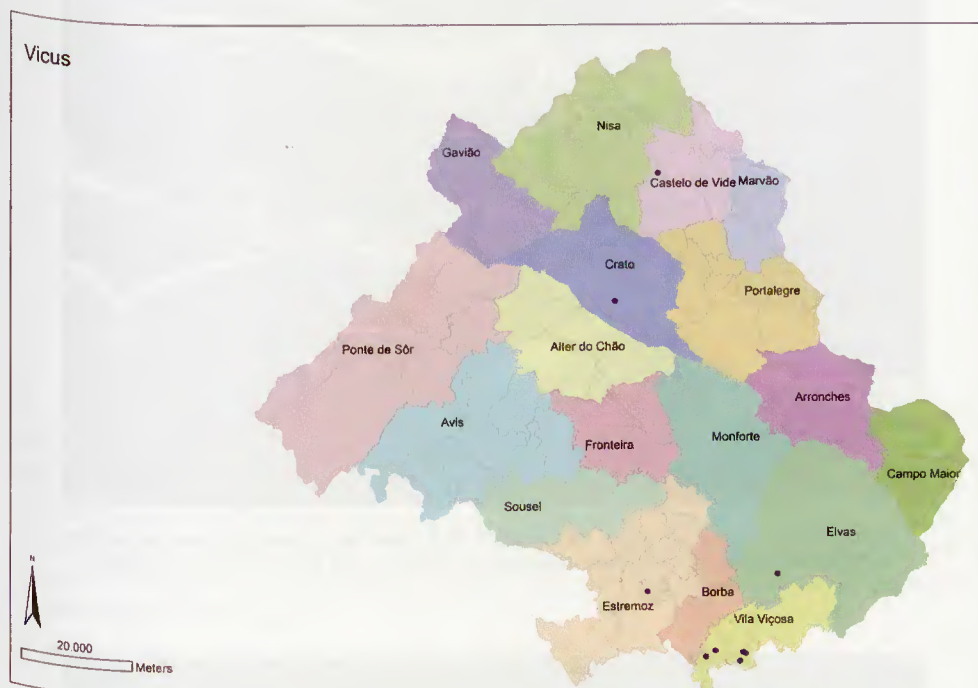 Vicus
Nisa
Gavião
Castelo de Vide
Marvão
Crato
Portalegre
Ponte de Sôr
Alter do Chão
Arronches
Avis
Fronteira
Monforte
Campo Maior
Sousel
Elvas
N
Estremoz
Borba
Vila Viçosa
20.000
Meters